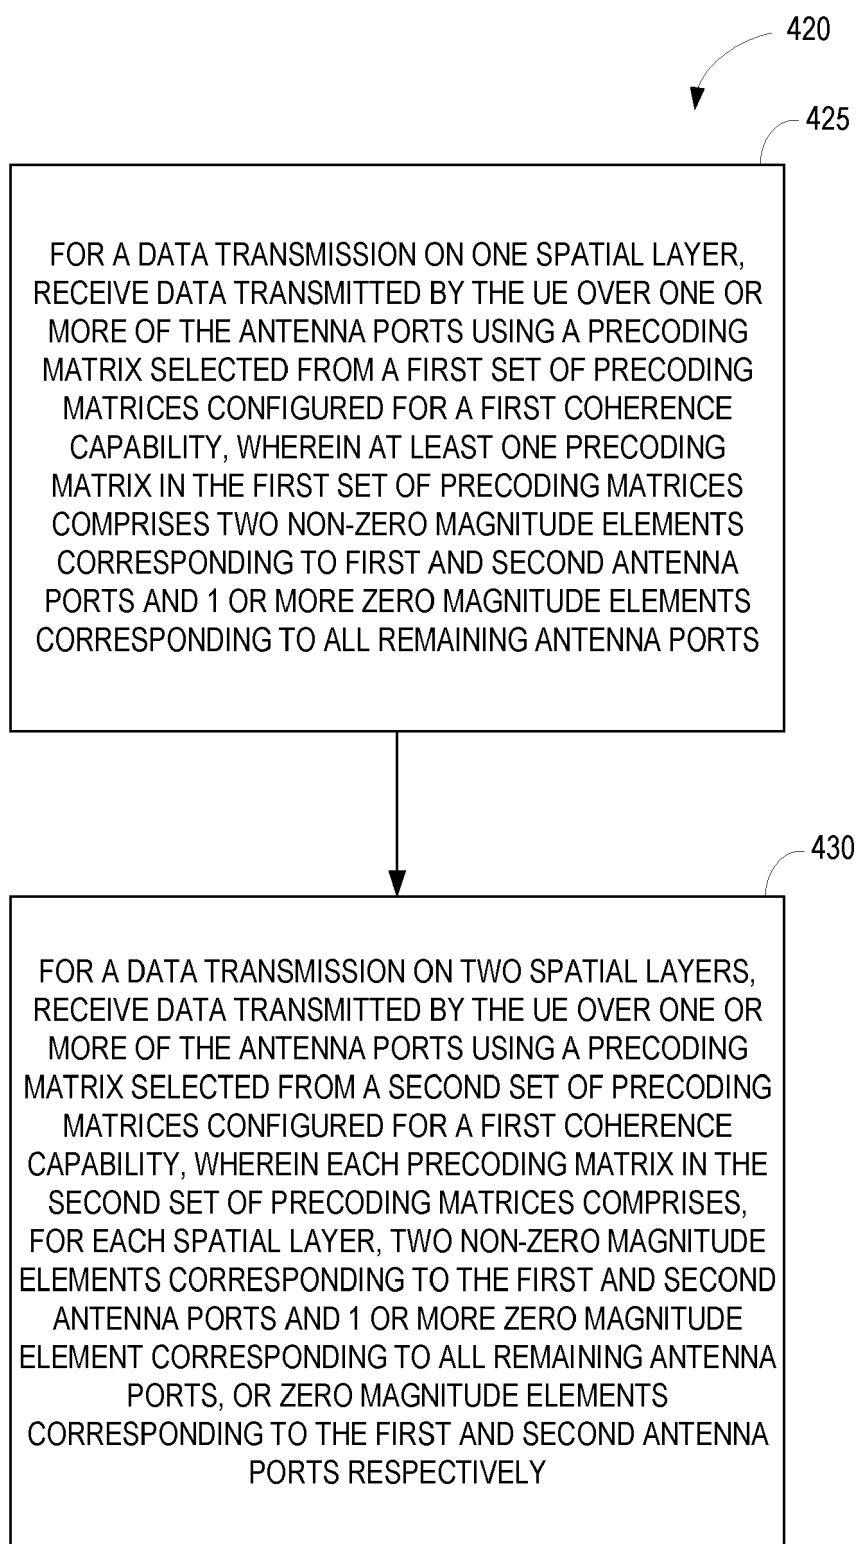 420
425
FOR A DATA TRANSMISSION ON ONE SPATIAL LAYER,
RECEIVE DATA TRANSMITTED BY THE UE OVER ONE OR
MORE OF THE ANTENNA PORTS USING A PRECODING
MATRIX SELECTED FROM A FIRST SET OF PRECODING
MATRICES CONFIGURED FOR A FIRST COHERENCE
CAPABILITY, WHEREIN AT LEAST ONE PRECODING
MATRIX IN THE FIRST SET OF PRECODING MATRICES
COMPRISES TWO NON-ZERO MAGNITUDE ELEMENTS
CORRESPONDING TO FIRST AND SECOND ANTENNA
PORTS AND 1 OR MORE ZERO MAGNITUDE ELEMENTS
CORRESPONDING TO ALL REMAINING ANTENNA PORTS
430
FOR A DATA TRANSMISSION ON TWO SPATIAL LAYERS,
RECEIVE DATA TRANSMITTED BY THE UE OVER ONE OR
MORE OF THE ANTENNA PORTS USING A PRECODING
MATRIX SELECTED FROM A SECOND SET OF PRECODING
MATRICES CONFIGURED FOR A FIRST COHERENCE
CAPABILITY, WHEREIN EACH PRECODING MATRIX IN THE
SECOND SET OF PRECODING MATRICES COMPRISES,
FOR EACH SPATIAL LAYER, TWO NON-ZERO MAGNITUDE
ELEMENTS CORRESPONDING TO THE FIRST AND SECOND
ANTENNA PORTS AND 1 OR MORE ZERO MAGNITUDE
ELEMENT CORRESPONDING TO ALL REMAINING ANTENNA
PORTS, OR ZERO MAGNITUDE ELEMENTS
CORRESPONDING TO THE FIRST AND SECOND ANTENNA
PORTS RESPECTIVELY